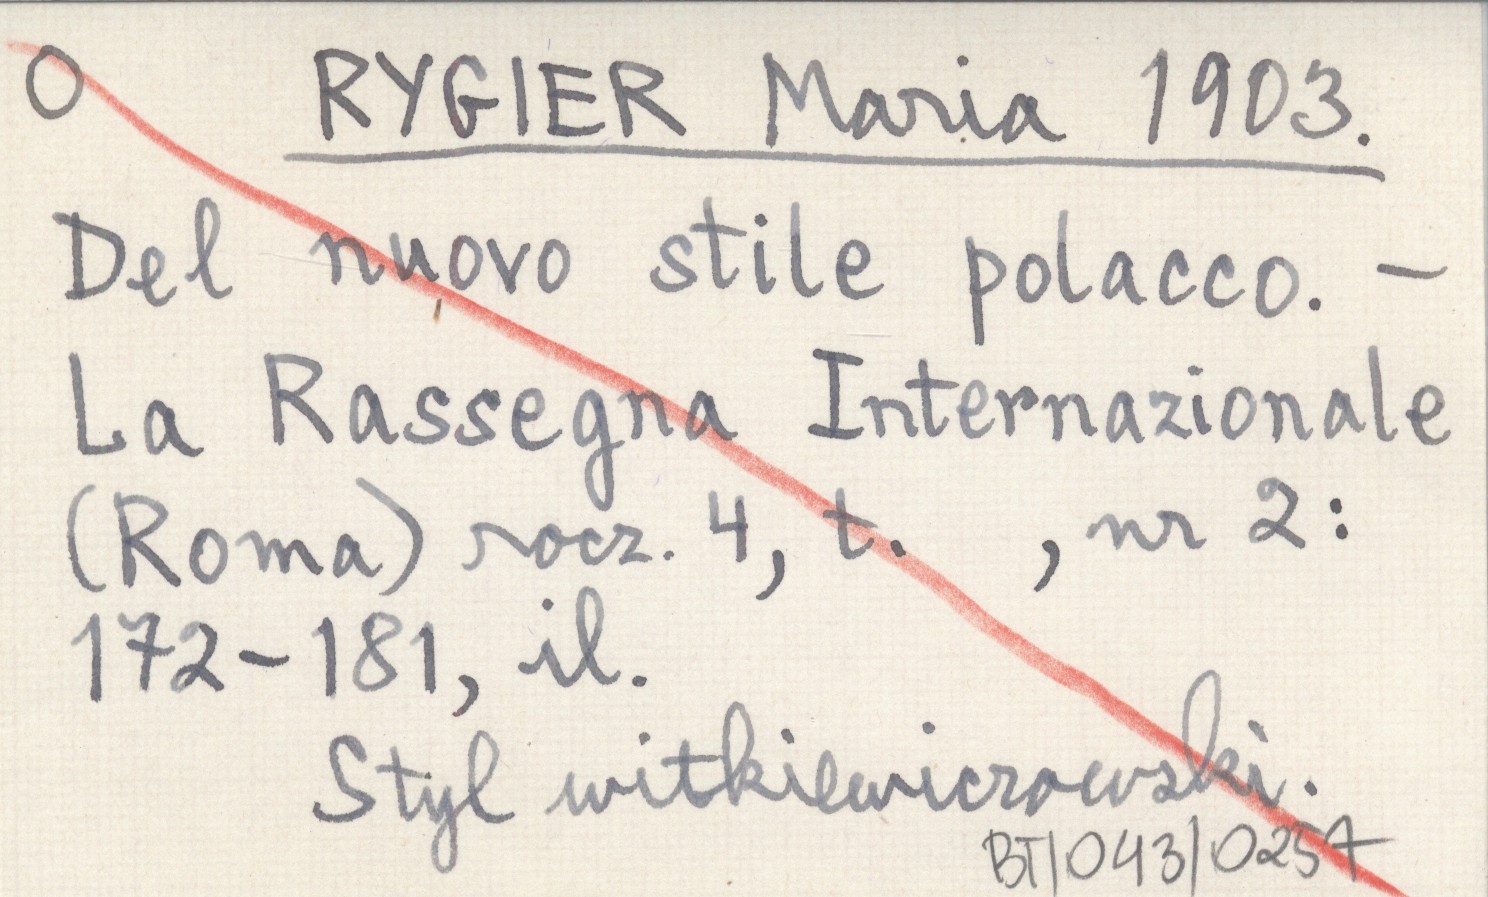 O RYGIER Maria 1903.
Del nuovo stile polacco. –
La Rassegna Internazionale
(Roma) rocz. 4, t.   , nr 2:
172–181, il.
Styl witkiewiczowski.
BT/043/0257